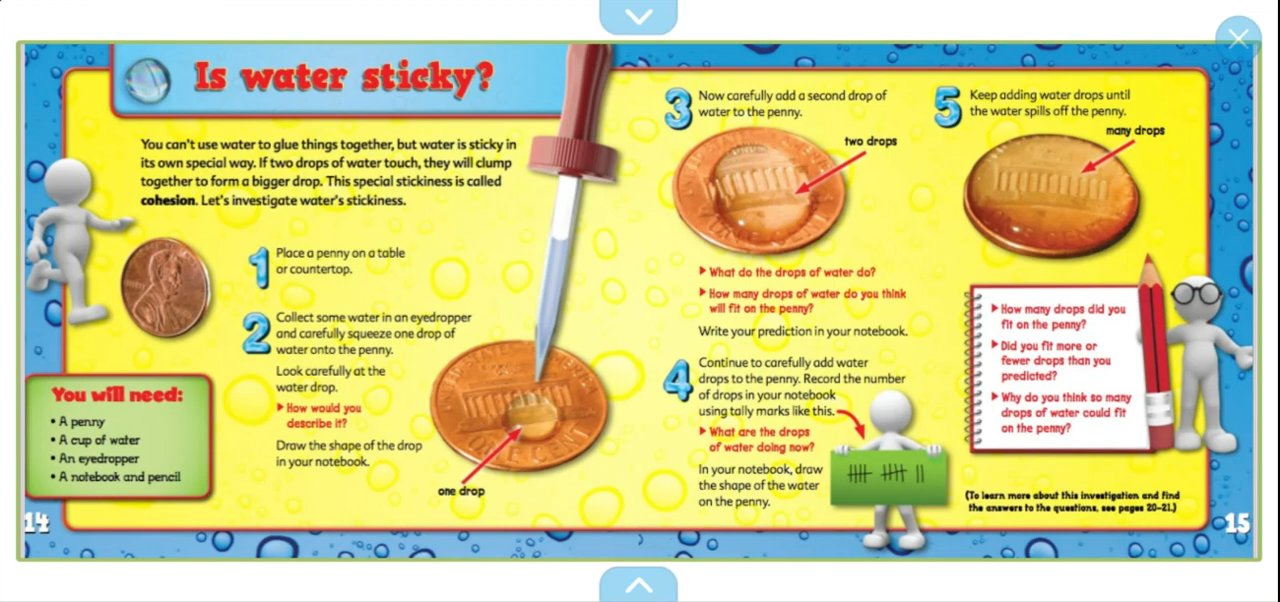 Is water sticky?
You can't use water to glue things together, but water is sticky in
its own special way. If two drops of water touch, they will clump
together to form a bigger drop. This special stickiness is called
cohesion. Let's investigate water's stickiness.
1
Place a penny on a table
or countertop.
2
Collect some water in an eyedropper
and carefully squeeze one drop of
water onto the penny.
Look carefully at the
water drop.
How would you
describe it?
Draw the shape of the drop
in your notebook.
one drop
You will need:
• A penny
• A cup of water
• An eyedropper
• A notebook and pencil
14
3
Now carefully add a second drop of
water to the penny.
two drops
What do the drops of water do?
How many drops of water do you think
will fit on the penny?
Write your prediction in your notebook.
4
Continue to carefully add water
drops to the penny. Record the number
of drops in your notebook
using tally marks like this.
What are the drops
of water doing now?
In your notebook, draw
the shape of the water
on the penny.
5
Keep adding water drops until
the water spills off the penny.
many drops
How many drops did you
fit on the penny?
Did you fit more or
fewer drops than you
predicted?
Why do you think so many
drops of water could fit
on the penny?
(To learn more about this investigation and find
the answers to the questions, see pages 20–21.)
15